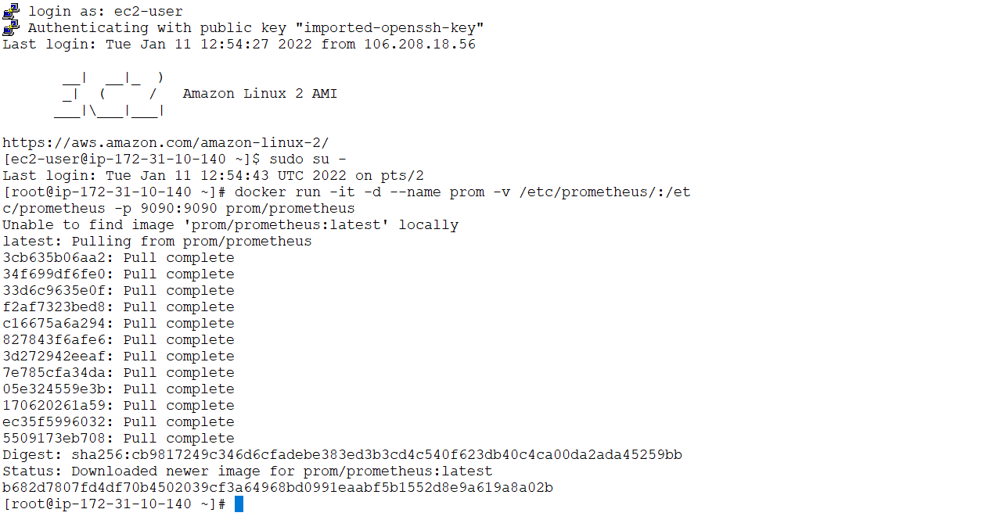 login as: ec2-user
Authenticating with public key "imported-openssh-key"
Last login: Tue Jan 11 12:54:27 2022 from 106.208.18.56
       __|  __|_  )
       _|  (     /   Amazon Linux 2 AMI
      ___|\___|___|
https://aws.amazon.com/amazon-linux-2/
[ec2-user@ip-172-31-10-140 ~]$ sudo su -
Last login: Tue Jan 11 12:54:43 UTC 2022 on pts/2
[root@ip-172-31-10-140 ~]# docker run -it -d --name prom -v /etc/prometheus/:/et
c/prometheus -p 9090:9090 prom/prometheus
Unable to find image 'prom/prometheus:latest' locally
latest: Pulling from prom/prometheus
3cb635b06aa2: Pull complete
34f699df6fe0: Pull complete
33d6c9635e0f: Pull complete
f2af7323bed8: Pull complete
c16675a6a294: Pull complete
827843f6afe6: Pull complete
3d272942eeaf: Pull complete
7e785cfa34da: Pull complete
05e324559e3b: Pull complete
170620261a59: Pull complete
ec35f5996032: Pull complete
5509173eb708: Pull complete
Digest: sha256:cb9817249c346d6cfadebe383ed3b3cd4c540f623db40c4ca00da2ada45259bb
Status: Downloaded newer image for prom/prometheus:latest
b682d7807fd4df70b4502039cf3a64968bd0991eaabf5b1552d8e9a619a8a02b
[root@ip-172-31-10-140 ~]#